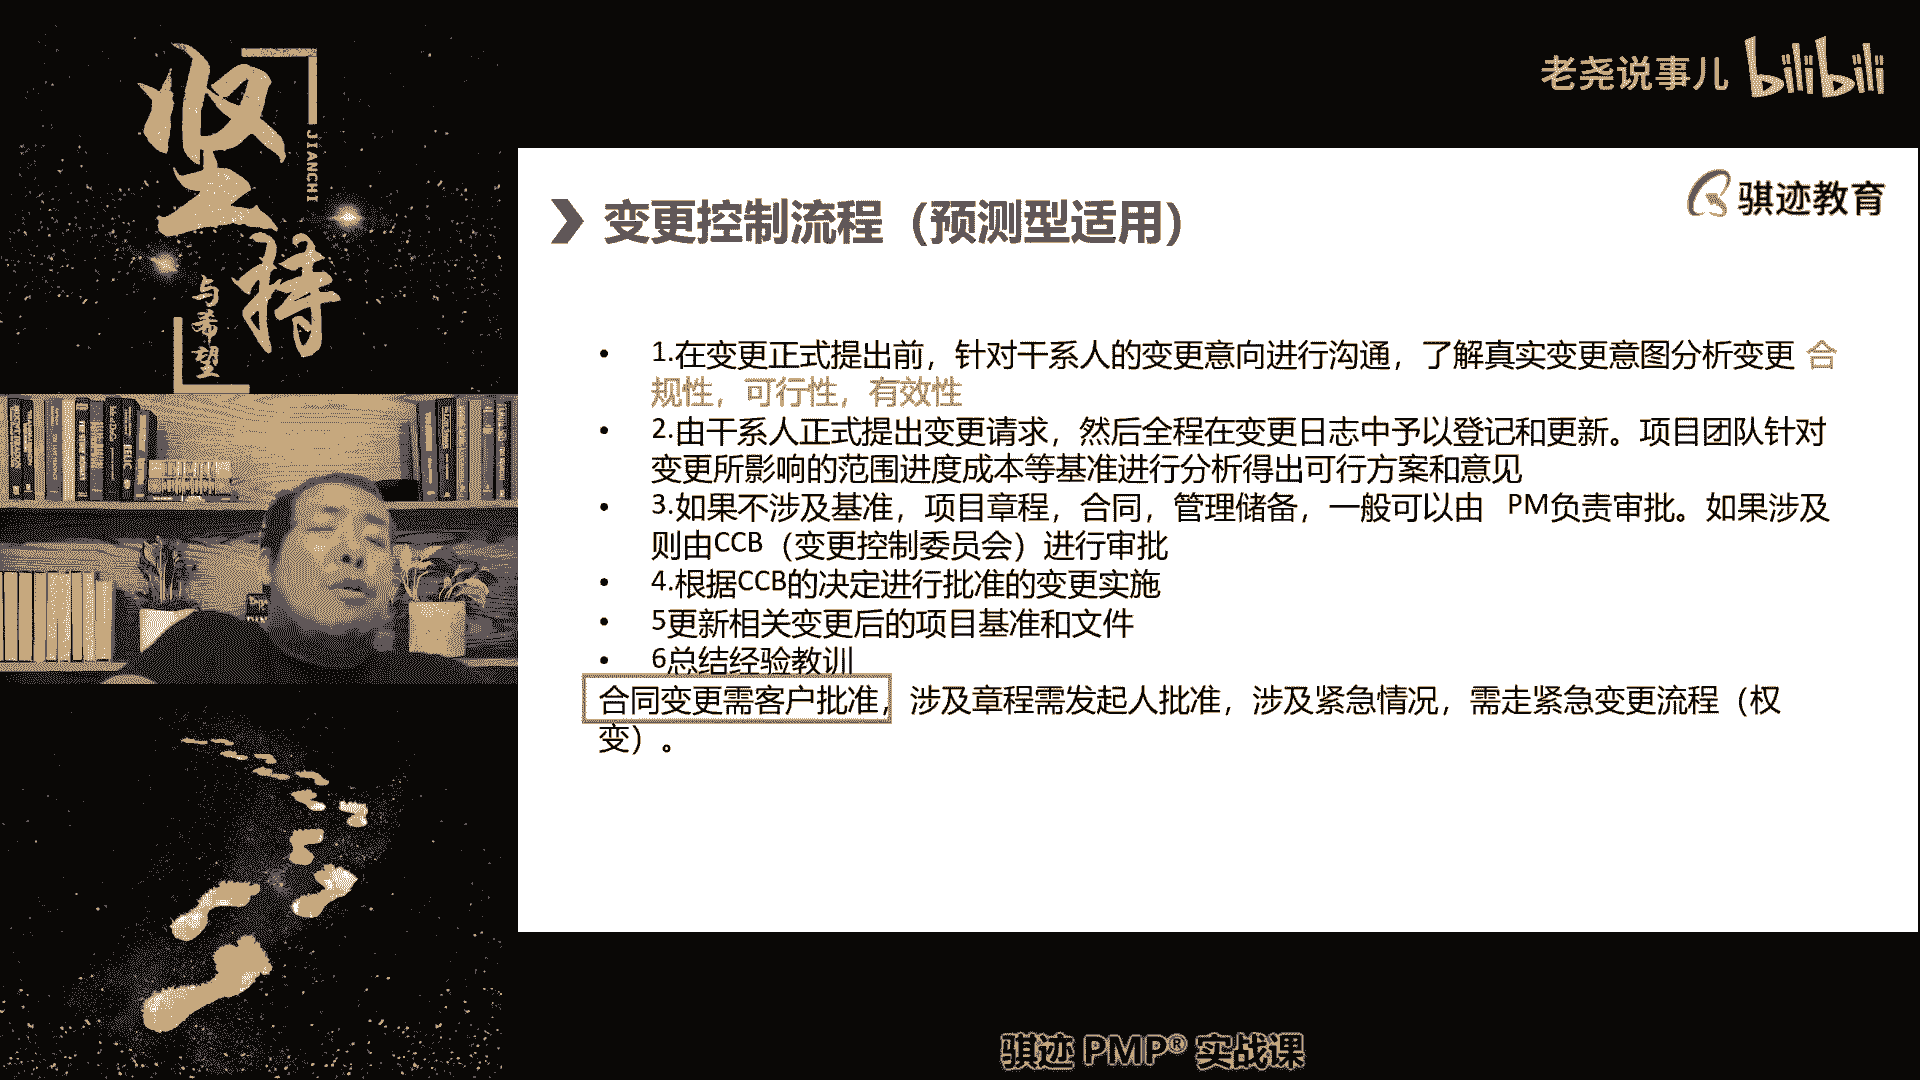 坚持
JIANCHI
与希望
老尧说事儿 bilibili
骐迹教育
变更控制流程（预测型适用）
• 1.在变更正式提出前，针对干系人的变更意向进行沟通，了解真实变更意图分析变更 合
规性，可行性，有效性
• 2.由干系人正式提出变更请求，然后全程在变更日志中予以登记和更新。项目团队针对
变更所影响的范围进度成本等基准进行分析得出可行方案和意见
• 3.如果不涉及基准，项目章程，合同，管理储备，一般可以由 PM负责审批。如果涉及
则由CCB（变更控制委员会）进行审批
• 4.根据CCB的决定进行批准的变更实施
• 5更新相关变更后的项目基准和文件
• 6总结经验教训
合同变更需客户批准，涉及章程需发起人批准，涉及紧急情况，需走紧急变更流程（权
变）。
骐迹 PMP® 实战课